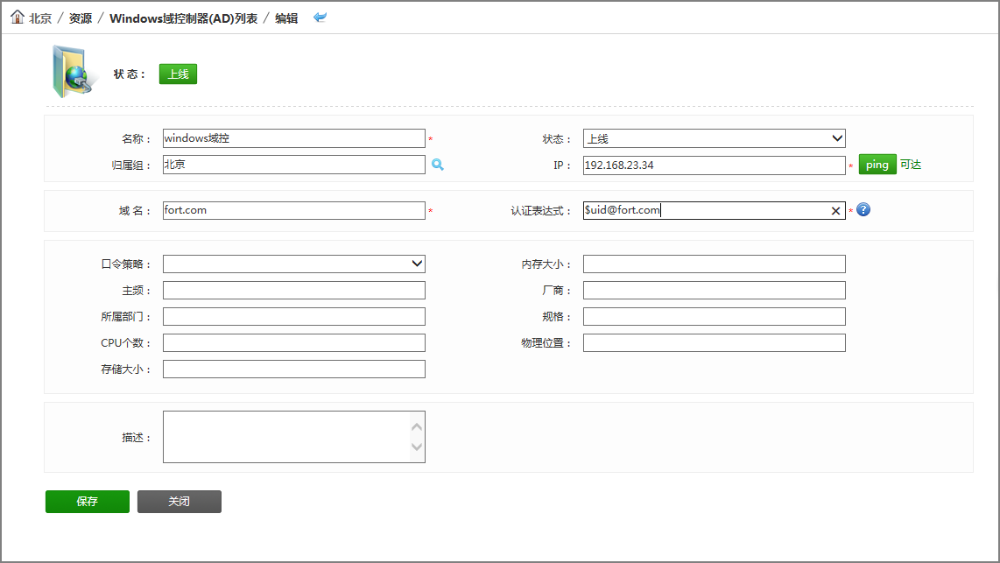 北京 / 资源 / Windows域控制器(AD)列表 / 编辑
状 态： 上线
名称： windows域控 * 状态： 上线
归属组： 北京 IP： 192.168.23.34 * ping 可达
域 名： fort.com * 认证表达式： $uid@fort.com * ?
口令策略： 内存大小：
主频： 厂商：
所属部门： 规格：
CPU个数： 物理位置：
存储大小：
描述：
保存 关闭